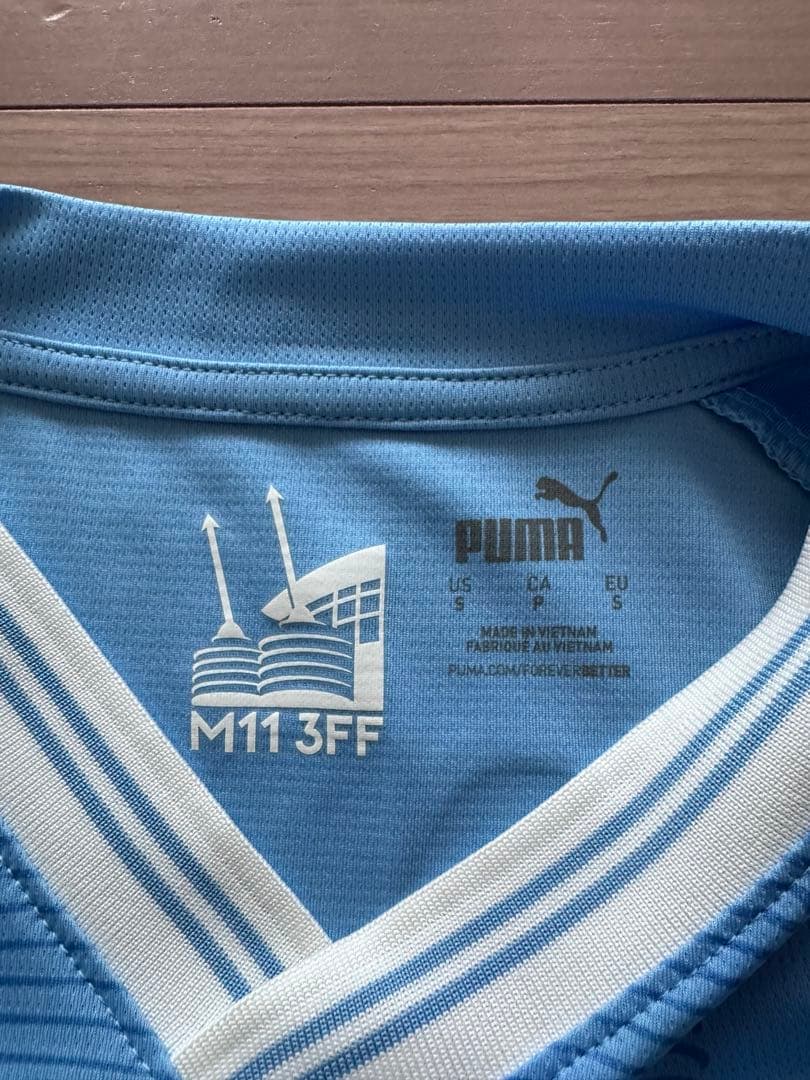 M11 3FF
PUMA
US CA EU
S P S
MADE IN VIETNAM
FABRIQUÉ AU VIETNAM
PUMA.COM/FOREVERBETTER